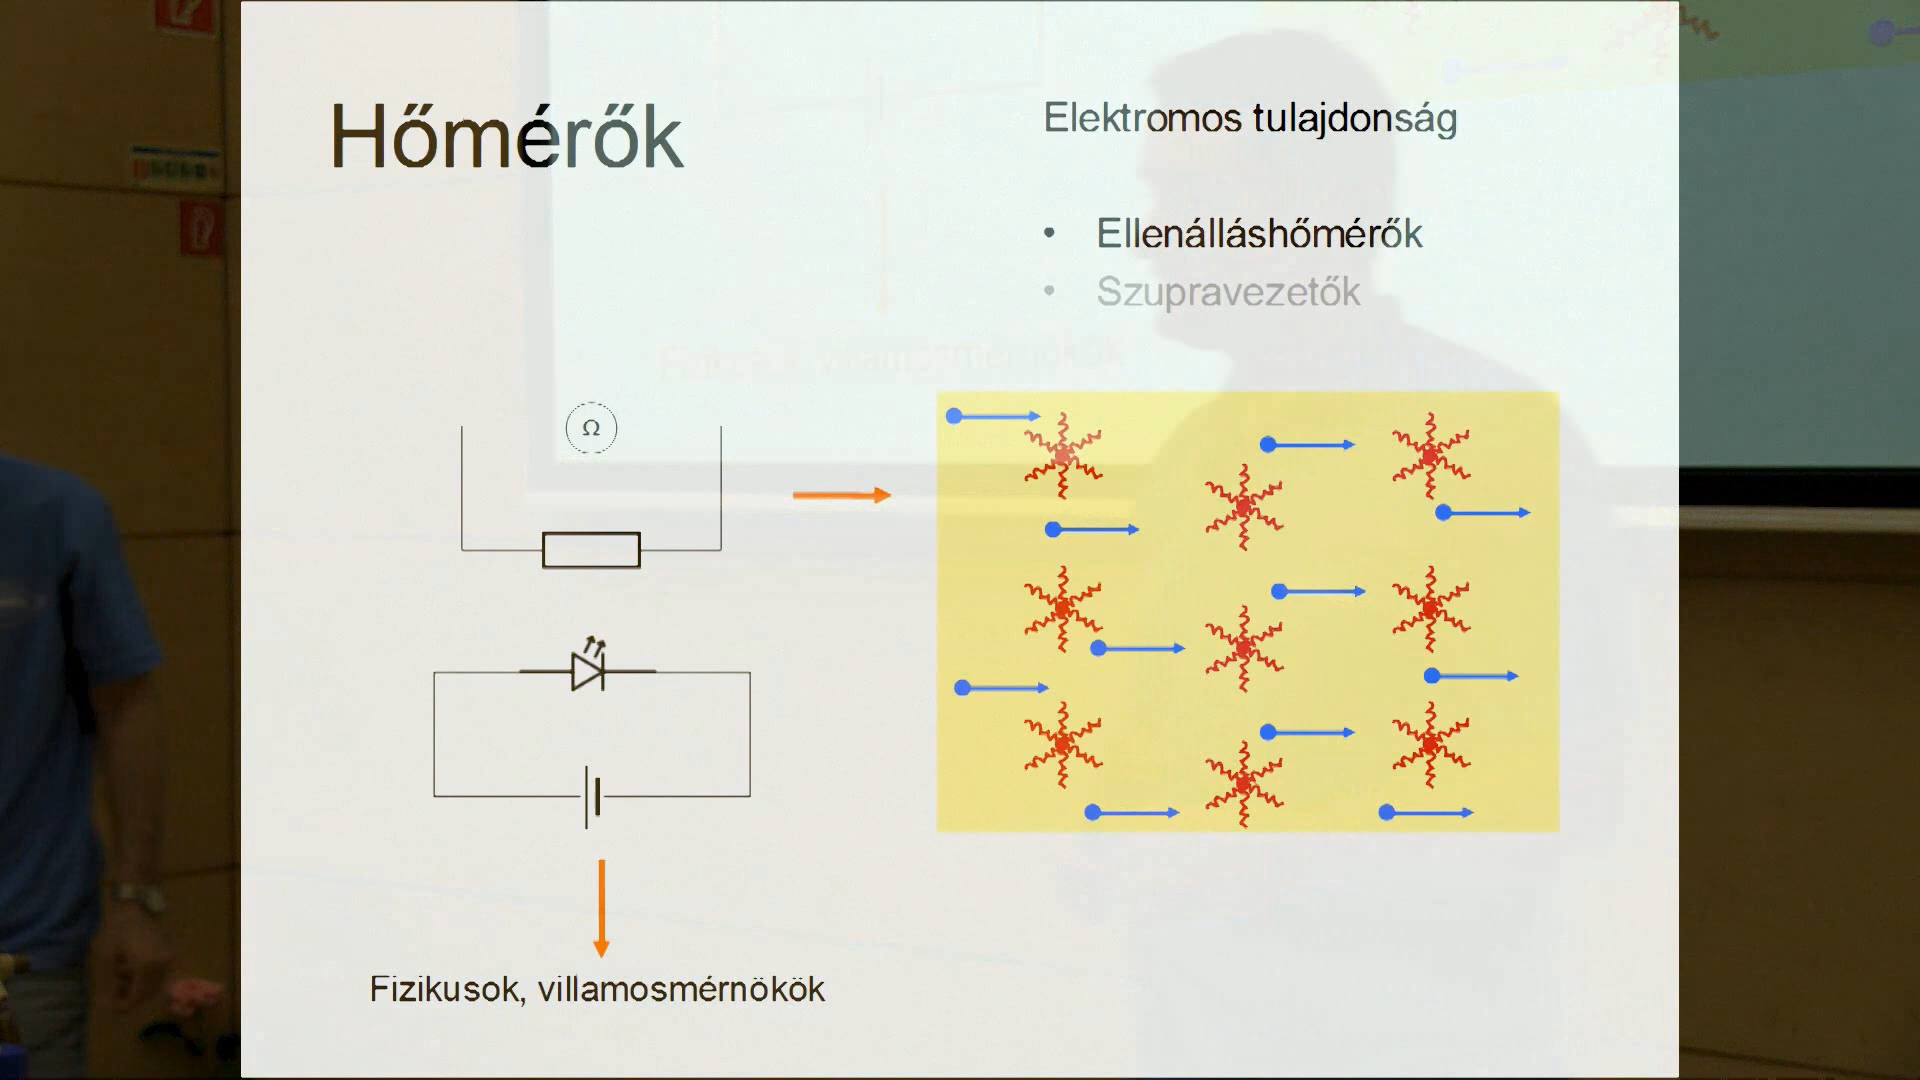 Hőmérők
Elektromos tulajdonság
• Ellenálláshőmérők
• Szupravezetők
Ω
Fizikusok, villamosmérnökök